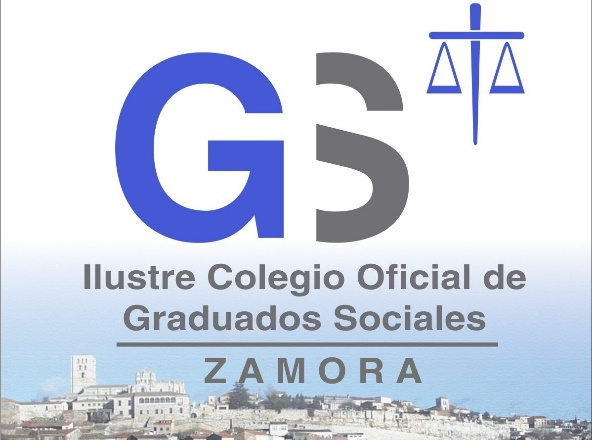 GS
Ilustre Colegio Oficial de
Graduados Sociales
ZAMORA